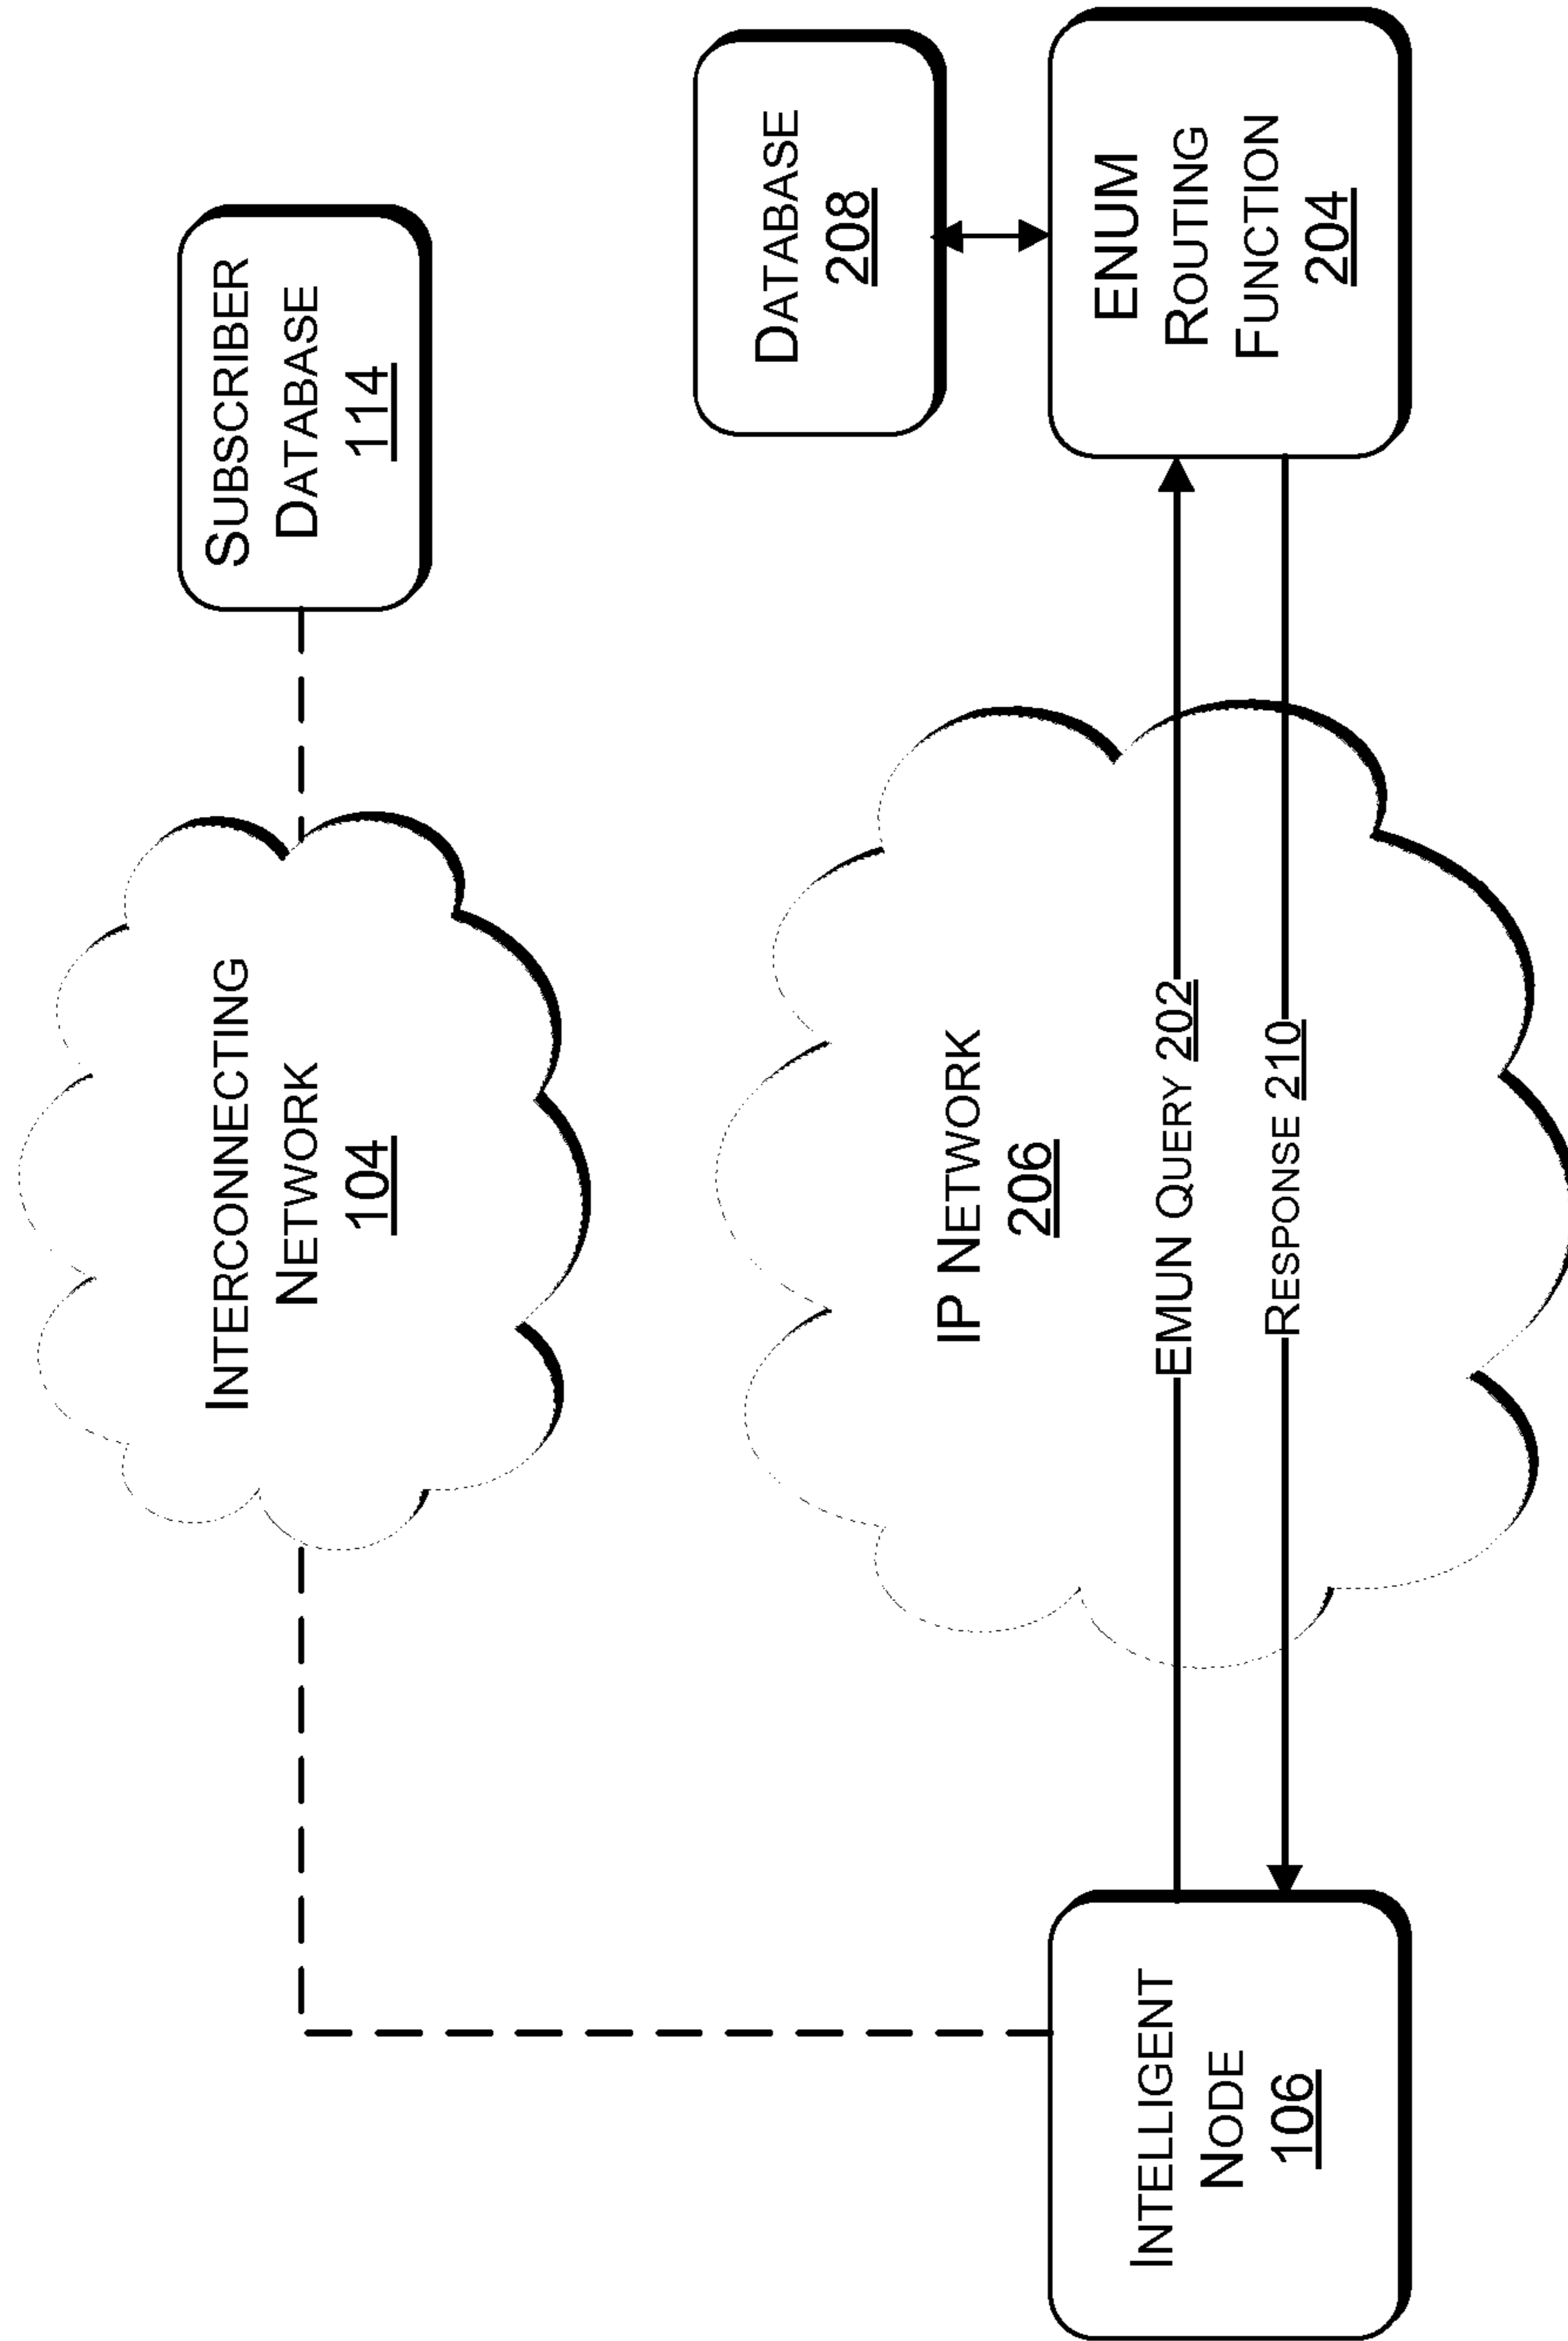 INTERCONNECTING
NETWORK
104
SUBSCRIBER
DATABASE
114
DATABASE
208
IP NETWORK
206
INTELLIGENT
NODE
106
EMUN QUERY 202
RESPONSE 210
ENUM
ROUTING
FUNCTION
204